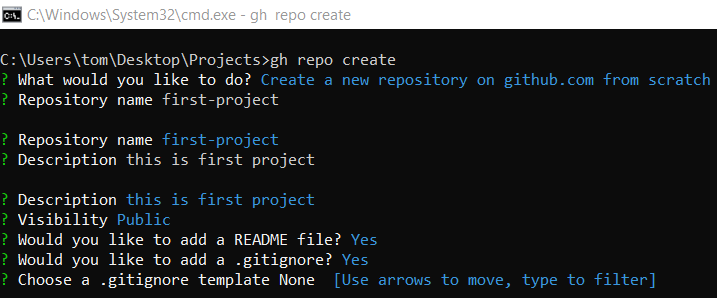 C:\Windows\System32\cmd.exe - gh  repo create
C:\Users\tom\Desktop\Projects>gh repo create
? What would you like to do? Create a new repository on github.com from scratch
? Repository name first-project
? Repository name first-project
? Description this is first project
? Description this is first project
? Visibility Public
? Would you like to add a README file? Yes
? Would you like to add a .gitignore? Yes
? Choose a .gitignore template None  [Use arrows to move, type to filter]